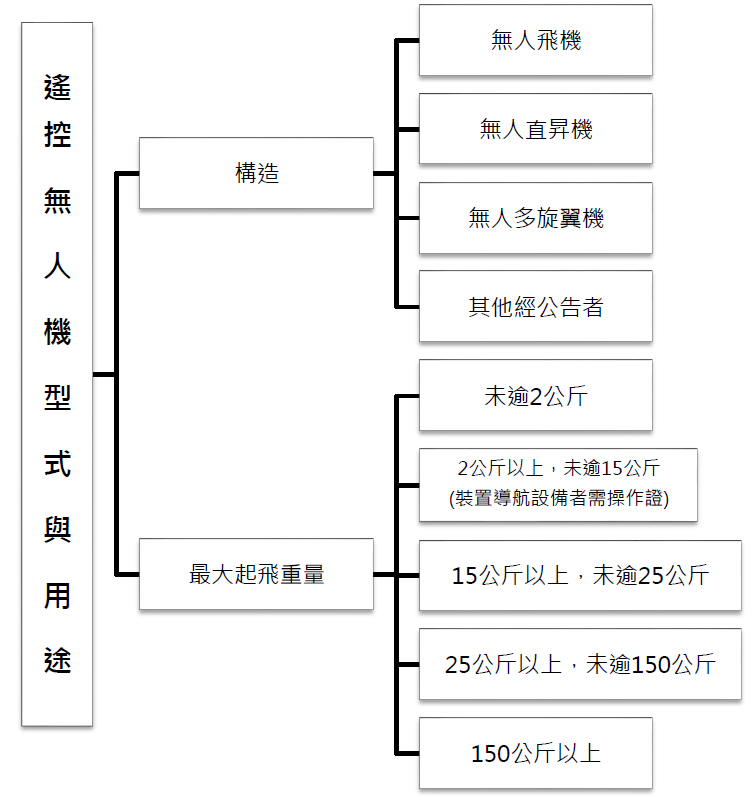 遙控無人機型式與用途
構造
無人飛機
無人直昇機
無人多旋翼機
其他經公告者
最大起飛重量
未逾2公斤
2公斤以上，未逾15公斤
(裝置導航設備者需操作證)
15公斤以上，未逾25公斤
25公斤以上，未逾150公斤
150公斤以上